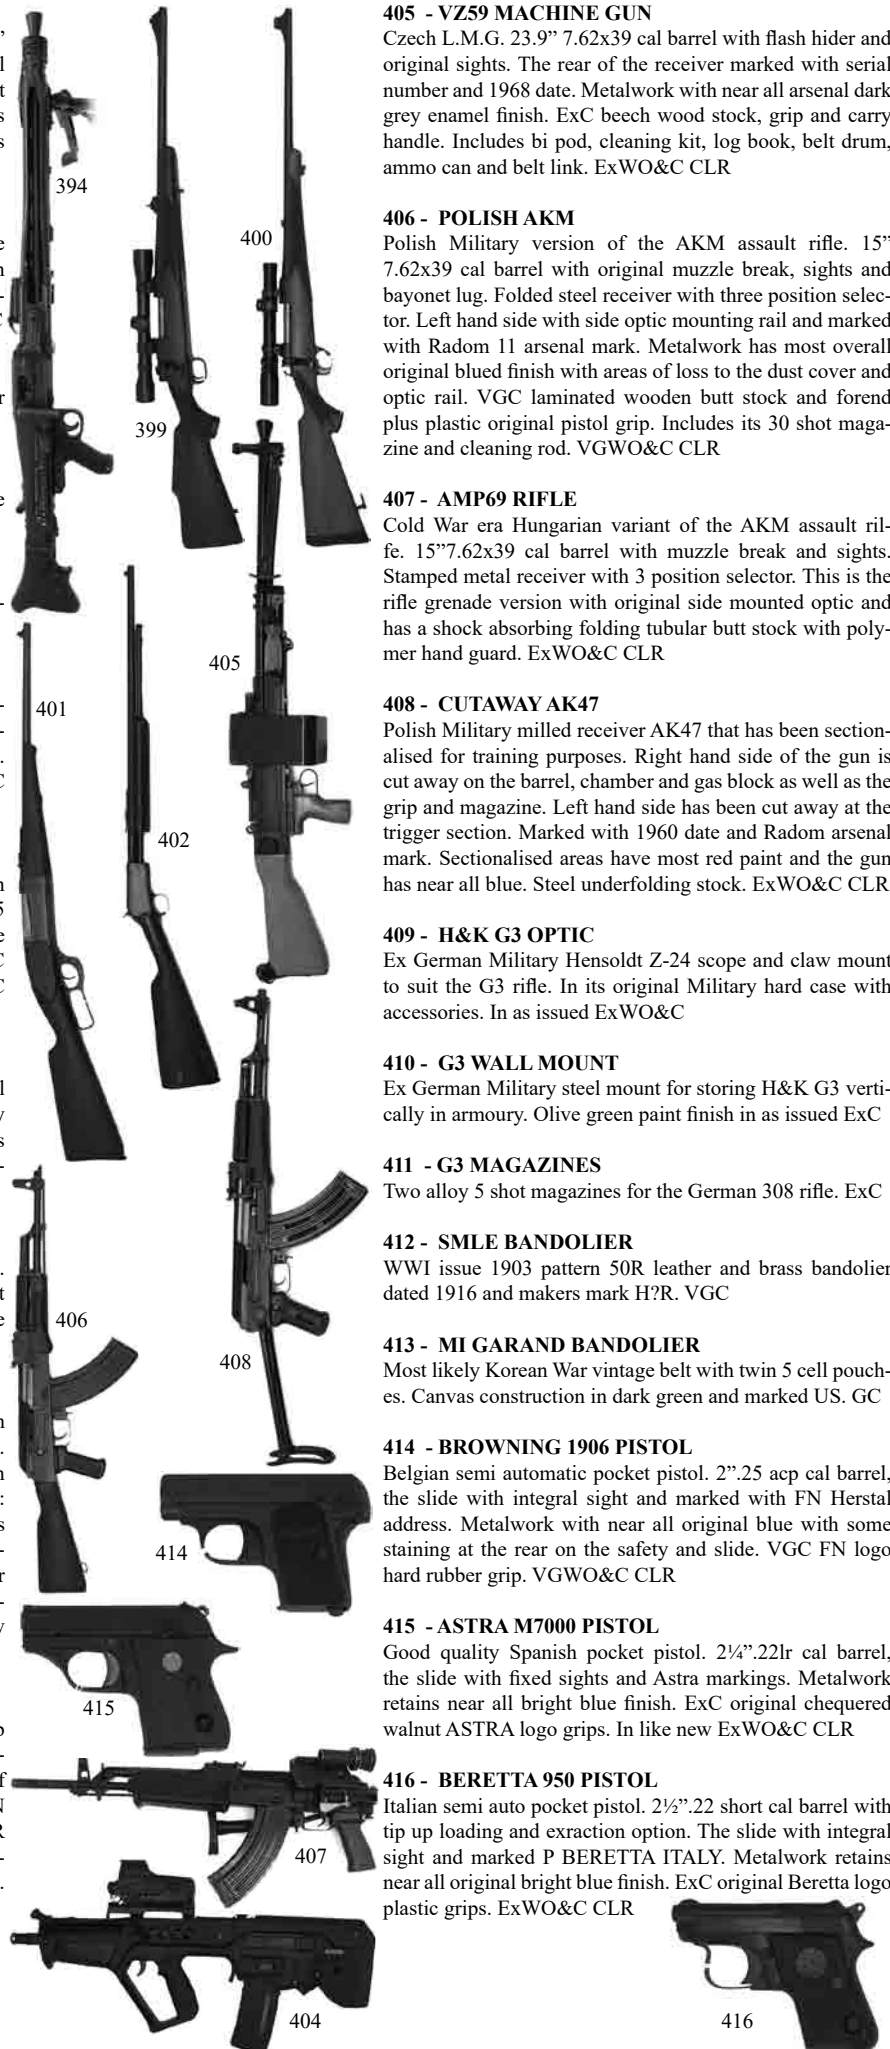 405 - VZ59 MACHINE GUN
Czech L.M.G. 23.9” 7.62x39 cal barrel with flash hider and
original sights. The rear of the receiver marked with serial
number and 1968 date. Metalwork with near all arsenal dark
grey enamel finish. ExC beech wood stock, grip and carry
handle. Includes bi pod, cleaning kit, log book, belt drum,
ammo can and belt link. ExWO&C CLR
406 - POLISH AKM
Polish Military version of the AKM assault rifle. 15”
7.62x39 cal barrel with original muzzle break, sights and
bayonet lug. Folded steel receiver with three position selec-
tor. Left hand side with side optic mounting rail and marked
with Radom 11 arsenal mark. Metalwork has most overall
original blued finish with areas of loss to the dust cover and
optic rail. VGC laminated wooden butt stock and forend
plus plastic original pistol grip. Includes its 30 shot maga-
zine and cleaning rod. VGWO&C CLR
407 - AMP69 RIFLE
Cold War era Hungarian variant of the AKM assault ril-
fe. 15”7.62x39 cal barrel with muzzle break and sights.
Stamped metal receiver with 3 position selector. This is the
rifle grenade version with original side mounted optic and
has a shock absorbing folding tubular butt stock with poly-
mer hand guard. ExWO&C CLR
408 - CUTAWAY AK47
Polish Military milled receiver AK47 that has been section-
alised for training purposes. Right hand side of the gun is
cut away on the barrel, chamber and gas block as well as the
grip and magazine. Left hand side has been cut away at the
trigger section. Marked with 1960 date and Radom arsenal
mark. Sectionalised areas have most red paint and the gun
has near all blue. Steel underfolding stock. ExWO&C CLR
409 - H&K G3 OPTIC
Ex German Military Hensoldt Z-24 scope and claw mount
to suit the G3 rifle. In its original Military hard case with
accessories. In as issued ExWO&C
410 - G3 WALL MOUNT
Ex German Military steel mount for storing H&K G3 verti-
cally in armoury. Olive green paint finish in as issued ExC
411 - G3 MAGAZINES
Two alloy 5 shot magazines for the German 308 rifle. ExC
412 - SMLE BANDOLIER
WWI issue 1903 pattern 50R leather and brass bandolier
dated 1916 and makers mark H?R. VGC
413 - MI GARAND BANDOLIER
Most likely Korean War vintage belt with twin 5 cell pouch-
es. Canvas construction in dark green and marked US. GC
414 - BROWNING 1906 PISTOL
Belgian semi automatic pocket pistol. 2”.25 acp cal barrel,
the slide with integral sight and marked with FN Herstal
address. Metalwork with near all original blue with some
staining at the rear on the safety and slide. VGC FN logo
hard rubber grip. VGWO&C CLR
415 - ASTRA M7000 PISTOL
Good quality Spanish pocket pistol. 2¼”.22lr cal barrel,
the slide with fixed sights and Astra markings. Metalwork
retains near all bright blue finish. ExC original chequered
walnut ASTRA logo grips. In like new ExWO&C CLR
416 - BERETTA 950 PISTOL
Italian semi auto pocket pistol. 2½”.22 short cal barrel with
tip up loading and exraction option. The slide with integral
sight and marked P BERETTA ITALY. Metalwork retains
near all original bright blue finish. ExC original Beretta logo
plastic grips. ExWO&C CLR
394
400
399
405
401
402
406
408
414
415
407
404
416